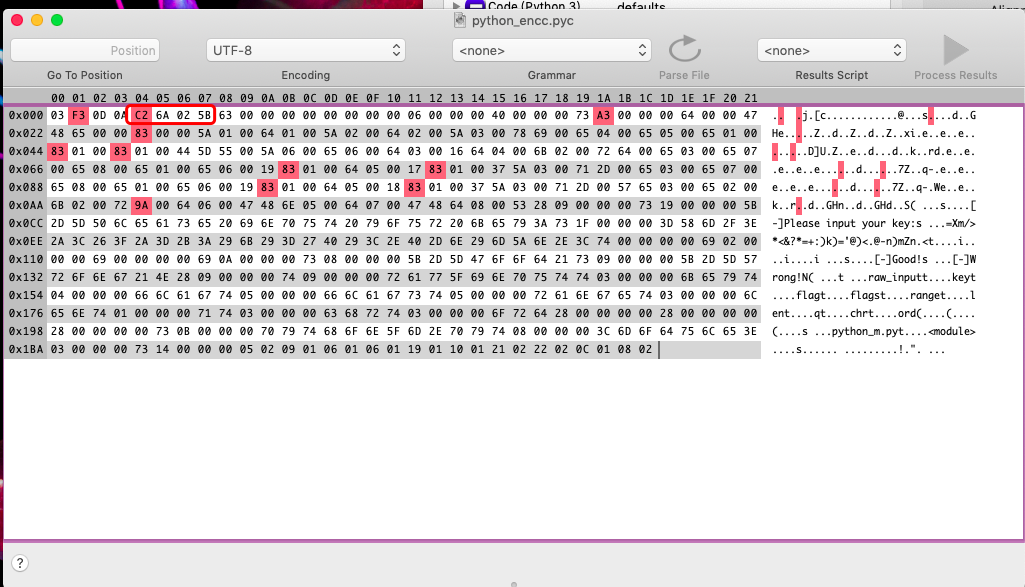 Code (Python 3) defaults
python_encc.pyc
Position UTF-8 <none> <none>
Go To Position Encoding Grammar Parse File Results Script Process Results
00 01 02 03 04 05 06 07 08 09 0A 0B 0C 0D 0E 0F 10 11 12 13 14 15 16 17 18 19 1A 1B 1C 1D 1E 1F 20 21
0x000 03 F3 0D 0A C2 6A 02 5B 63 00 00 00 00 00 00 00 00 06 00 00 00 40 00 00 00 73 A3 00 00 00 64 00 00 47 . . .j.[c............@...s....d..G
0x022 48 65 00 00 83 00 00 5A 01 00 64 01 00 5A 02 00 64 02 00 5A 03 00 78 69 00 65 04 00 65 05 00 65 01 00 He....Z..d..Z..d..Z..xi.e..e..e..
0x044 83 01 00 83 01 00 44 5D 55 00 5A 06 00 65 06 00 64 03 00 16 64 04 00 6B 02 00 72 64 00 65 03 00 65 07 ......D]U.Z..e..d...d..k..rd.e..e.
0x066 00 65 08 00 65 01 00 65 06 00 19 83 01 00 64 05 00 17 83 01 00 37 5A 03 00 71 2D 00 65 03 00 65 07 00 .e..e..e.......d.......7Z..q-.e..e..
0x088 65 08 00 65 01 00 65 06 00 19 83 01 00 64 05 00 18 83 01 00 37 5A 03 00 71 2D 00 57 65 03 00 65 02 00 e..e..e......d......7Z..q-.We..e..
0x0AA 6B 02 00 72 9A 00 64 06 00 47 48 6E 05 00 64 07 00 47 48 64 08 00 53 28 09 00 00 00 73 19 00 00 00 5B k..r..d..GHn..d..GHd..S( ...s....[
0x0CC 2D 5D 50 6C 65 61 73 65 20 69 6E 70 75 74 20 79 6F 75 72 20 6B 65 79 3A 73 1F 00 00 00 3D 58 6D 2F 3E -]Please input your key:s ...=Xm/>
0x0EE 2A 3C 26 3F 2A 3D 2B 3A 29 6B 29 3D 27 40 29 3C 2E 40 2D 6E 29 6D 5A 6E 2E 3C 74 00 00 00 00 69 02 00 *<&?*=+:)k)='@)<.@-n)mZn.<t....i..
0x110 00 00 69 00 00 00 00 69 0A 00 00 00 73 08 00 00 00 5B 2D 5D 47 6F 6F 64 21 73 09 00 00 00 5B 2D 5D 57 ..i....i ...s....[-]Good!s ...[-]W
0x132 72 6F 6E 67 21 4E 28 09 00 00 00 74 09 00 00 00 72 61 77 5F 69 6E 70 75 74 74 03 00 00 00 6B 65 79 74 rong!N( ...t ...raw_inputt....keyt
0x154 04 00 00 00 66 6C 61 67 74 05 00 00 00 66 6C 61 67 73 74 05 00 00 00 72 61 6E 67 65 74 03 00 00 00 6C ....flagt....flagst....ranget....l
0x176 65 6E 74 01 00 00 00 71 74 03 00 00 00 63 68 72 74 03 00 00 00 6F 72 64 28 00 00 00 00 28 00 00 00 00 ent....qt....chrt....ord(....(....
0x198 28 00 00 00 00 73 0B 00 00 00 70 79 74 68 6F 6E 5F 6D 2E 70 79 74 08 00 00 00 3C 6D 6F 64 75 6C 65 3E (....s ...python_m.pyt....<module>
0x1BA 03 00 00 00 73 14 00 00 00 05 02 09 01 06 01 06 01 19 01 10 01 21 02 22 02 0C 01 08 02 ....s...... .........!.". ...
?